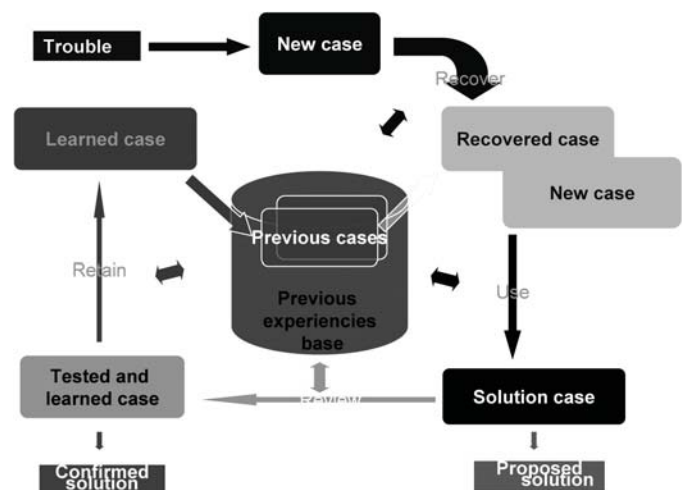 Trouble
New case
Recover
Learned case
Recovered case
New case
Previous cases
Retain
Use
Previous
experiencies
base
Tested and
learned case
Review
Solution case
Confirmed
solution
Proposed
solution